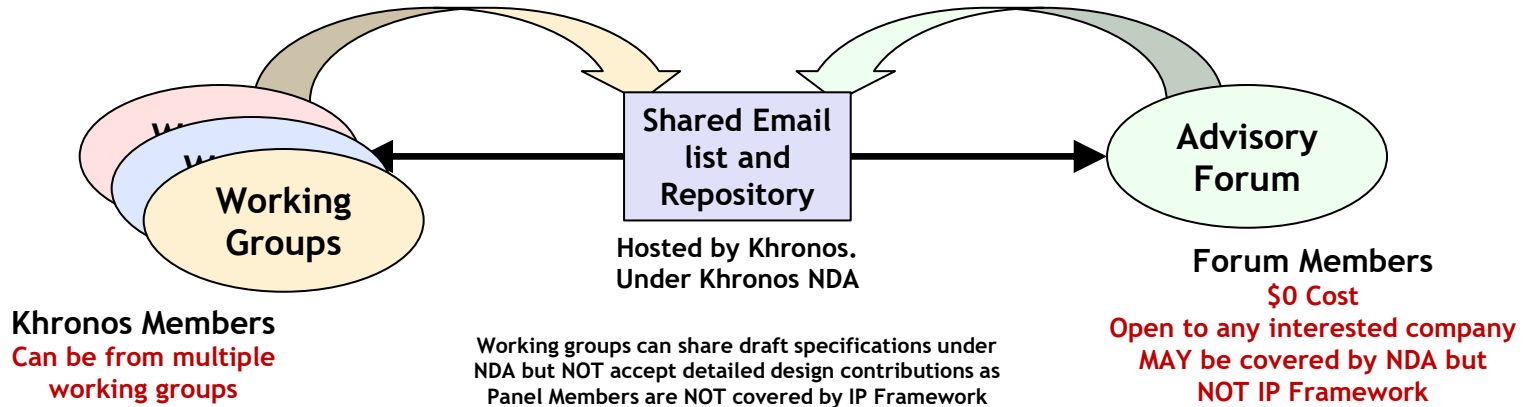 Working
Groups
Khronos Members
Can be from multiple
working groups
Shared Email
list and
Repository
Hosted by Khronos.
Under Khronos NDA
Working groups can share draft specifications under
NDA but NOT accept detailed design contributions as
Panel Members are NOT covered by IP Framework
Advisory
Forum
Forum Members
$0 Cost
Open to any interested company
MAY be covered by NDA but
NOT IP Framework